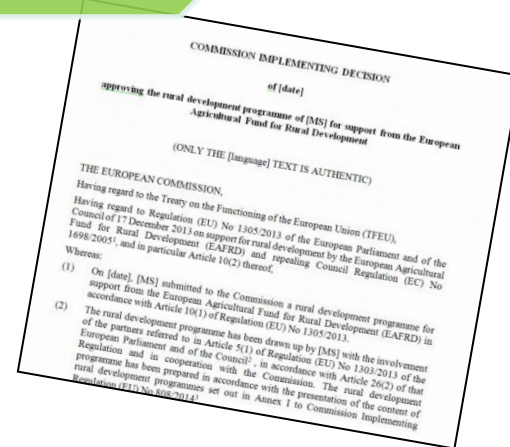 COMMISSION IMPLEMENTING DECISION
of [date]
approving the rural development programme of [MS] for support from the European
Agricultural Fund for Rural Development
(ONLY THE [language] TEXT IS AUTHENTIC)
THE EUROPEAN COMMISSION,
Having regard to the Treaty on the Functioning of the European Union (TFEU),
Having regard to Regulation (EU) No 1305/2013 of the European Parliament and of the
Council of 17 December 2013 on support for rural development by the European Agricultural
Fund for Rural Development (EAFRD) and repealing Council Regulation (EC) No
1698/2005¹, and in particular Article 10(2) thereof,
Whereas:
(1) On [date], [MS] submitted to the Commission a rural development programme for
support from the European Agricultural Fund for Rural Development (EAFRD) in
accordance with Article 10(1) of Regulation (EU) No 1305/2013.
(2) The rural development programme has been drawn up by [MS] with the involvement
of the partners referred to in Article 5(1) of Regulation (EU) No 1303/2013 of the
European Parliament and of the Council², in accordance with Article 26(2) of that
Regulation and in cooperation with the Commission. The rural development
programme has been prepared in accordance with the presentation of the content of
rural development programmes set out in Annex I to Commission Implementing
Regulation (EU) No 808/2014³